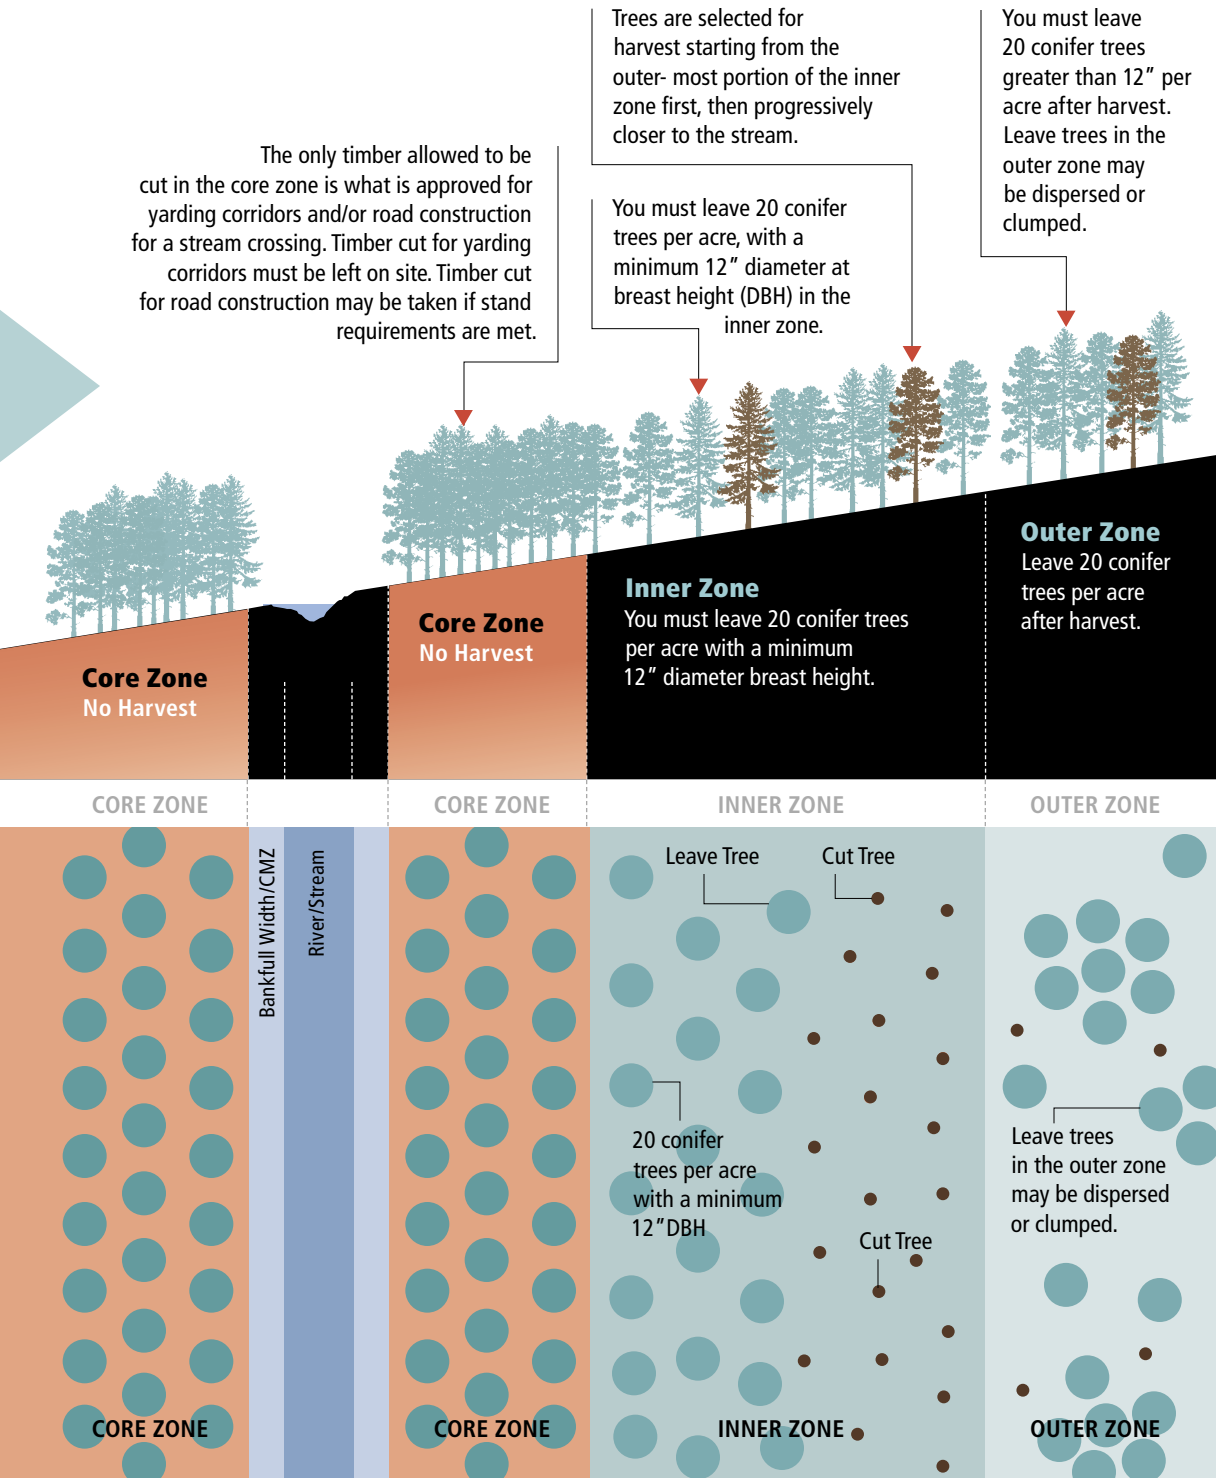 Trees are selected for
harvest starting from the
outer- most portion of the inner
zone first, then progressively
closer to the stream.
You must leave
20 conifer trees
greater than 12” per
acre after harvest.
Leave trees in the
outer zone may
be dispersed or
clumped.
The only timber allowed to be
cut in the core zone is what is approved for
yarding corridors and/or road construction
for a stream crossing. Timber cut for yarding
corridors must be left on site. Timber cut
for road construction may be taken if stand
requirements are met.
You must leave 20 conifer
trees per acre, with a
minimum 12” diameter at
breast height (DBH) in the
inner zone.
Outer Zone
Leave 20 conifer
trees per acre
after harvest.
Inner Zone
You must leave 20 conifer trees
per acre with a minimum
12” diameter breast height.
Core Zone
No Harvest
Core Zone
No Harvest
CORE ZONE
CORE ZONE
INNER ZONE
OUTER ZONE
Bankfull Width/CMZ
River/Stream
Leave Tree
Cut Tree
20 conifer
trees per acre
with a minimum
12”DBH
Leave trees
in the outer zone
may be dispersed
or clumped.
Cut Tree
CORE ZONE
CORE ZONE
INNER ZONE
OUTER ZONE